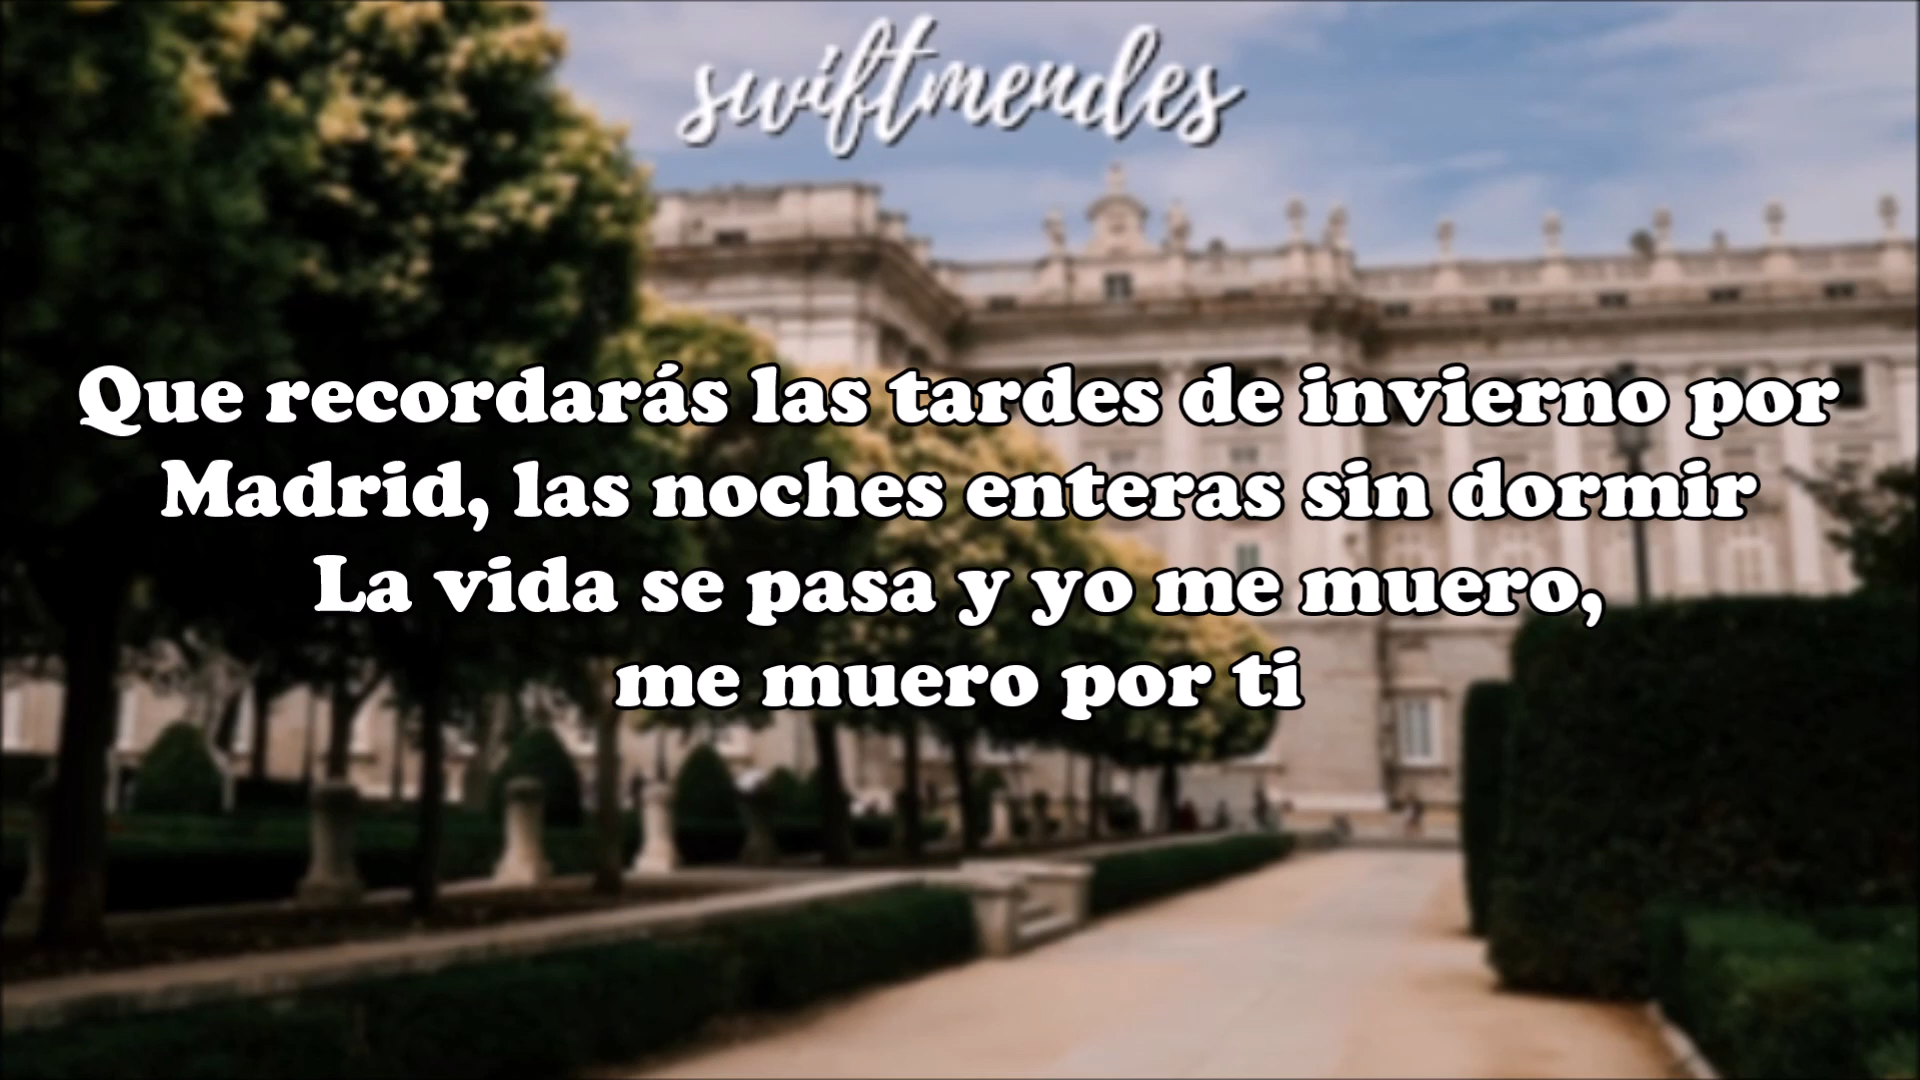 swiftmendes
Que recordarás las tardes de invierno por
Madrid, las noches enteras sin dormir
La vida se pasa y yo me muero,
me muero por ti